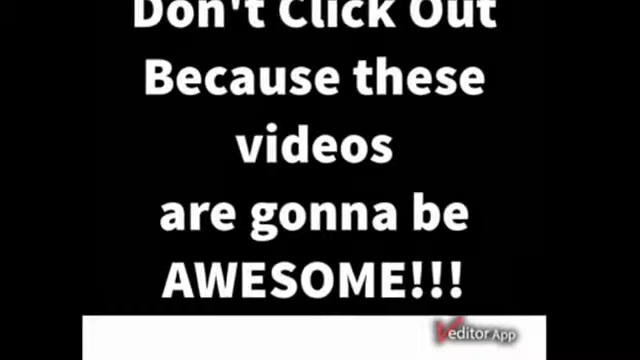 Don't Click Out
Because these
videos
are gonna be
AWESOME!!!
editor App